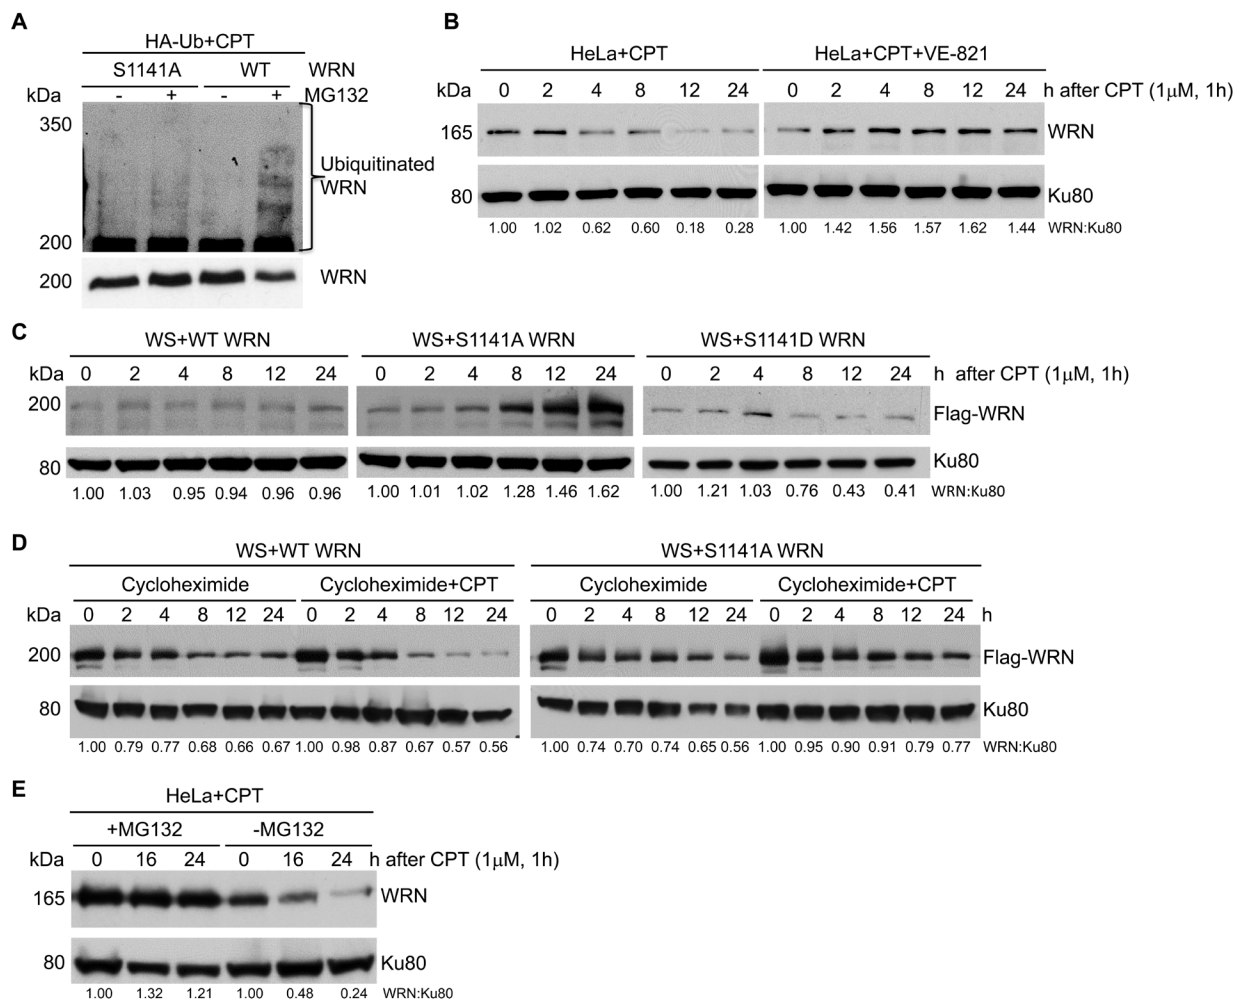 A
HA-Ub+CPT
S1141A WT WRN
kDa - + - + MG132
350
Ubiquitinated
WRN
200
200 WRN
B
HeLa+CPT HeLa+CPT+VE-821
kDa 0 2 4 8 12 24 0 2 4 8 12 24 h after CPT (1µM, 1h)
165 WRN
80 Ku80
1.00 1.02 0.62 0.60 0.18 0.28 1.00 1.42 1.56 1.57 1.62 1.44 WRN:Ku80
C
WS+WT WRN WS+S1141A WRN WS+S1141D WRN
kDa 0 2 4 8 12 24 0 2 4 8 12 24 0 2 4 8 12 24 h after CPT (1µM, 1h)
200 Flag-WRN
80 Ku80
1.00 1.03 0.95 0.94 0.96 0.96 1.00 1.01 1.02 1.28 1.46 1.62 1.00 1.21 1.03 0.76 0.43 0.41 WRN:Ku80
D
WS+WT WRN WS+S1141A WRN
Cycloheximide Cycloheximide+CPT Cycloheximide Cycloheximide+CPT
kDa 0 2 4 8 12 24 0 2 4 8 12 24 0 2 4 8 12 24 0 2 4 8 12 24 h
200 Flag-WRN
80 Ku80
1.00 0.79 0.77 0.68 0.66 0.67 1.00 0.98 0.87 0.67 0.57 0.56 1.00 0.74 0.70 0.74 0.65 0.56 1.00 0.95 0.90 0.91 0.79 0.77 WRN:Ku80
E
HeLa+CPT
+MG132 -MG132
kDa 0 16 24 0 16 24 h after CPT (1µM, 1h)
165 WRN
80 Ku80
1.00 1.32 1.21 1.00 0.48 0.24 WRN:Ku80